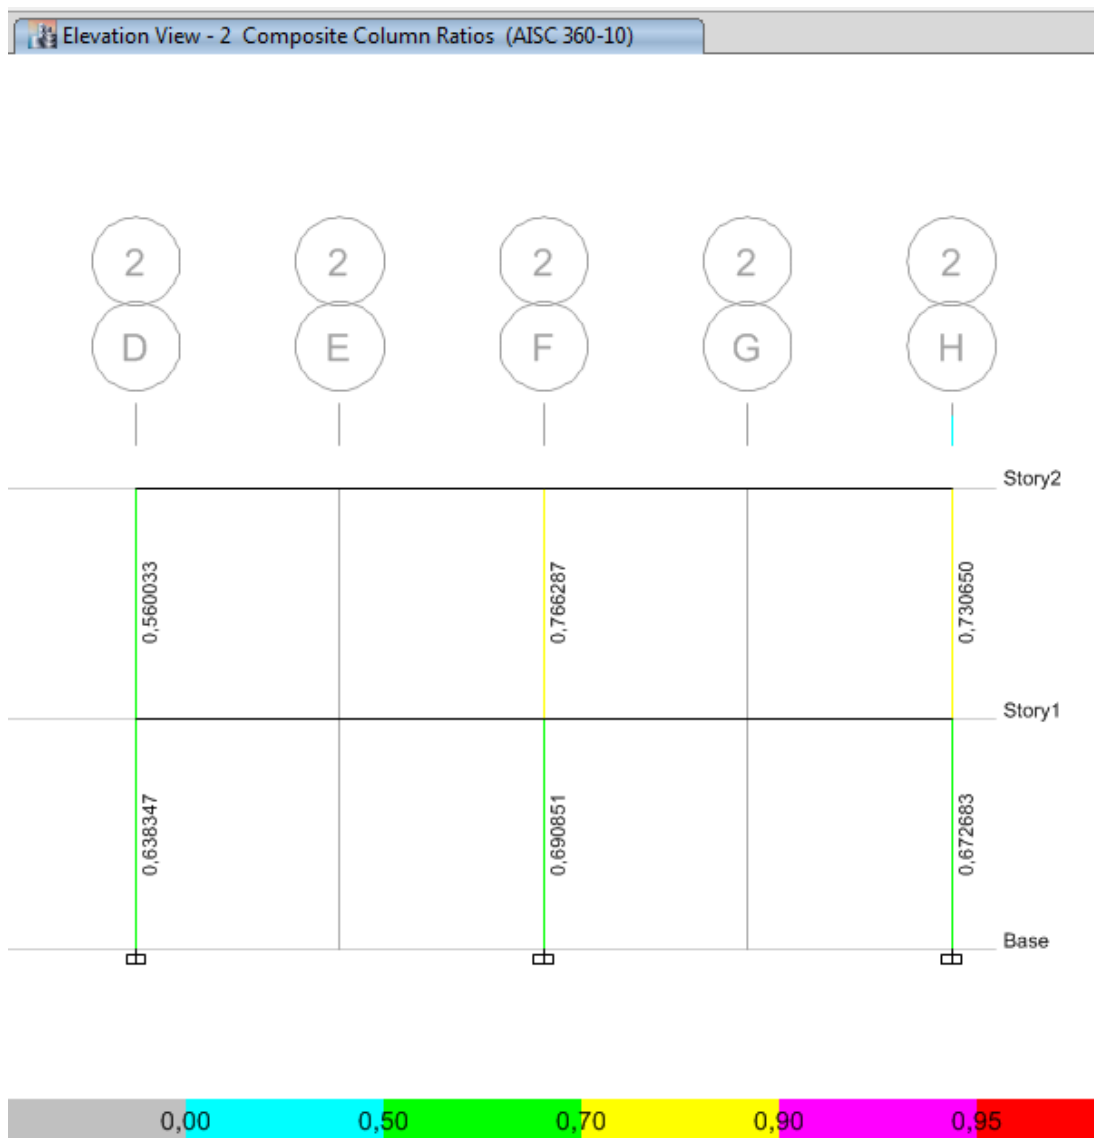 Elevation View - 2  Composite Column Ratios  (AISC 360-10)
2 2 2 2 2
D E F G H
Story2
0,560033 0,766287 0,730650
Story1
0,638347 0,690851 0,672683
Base
0,00 0,50 0,70 0,90 0,95